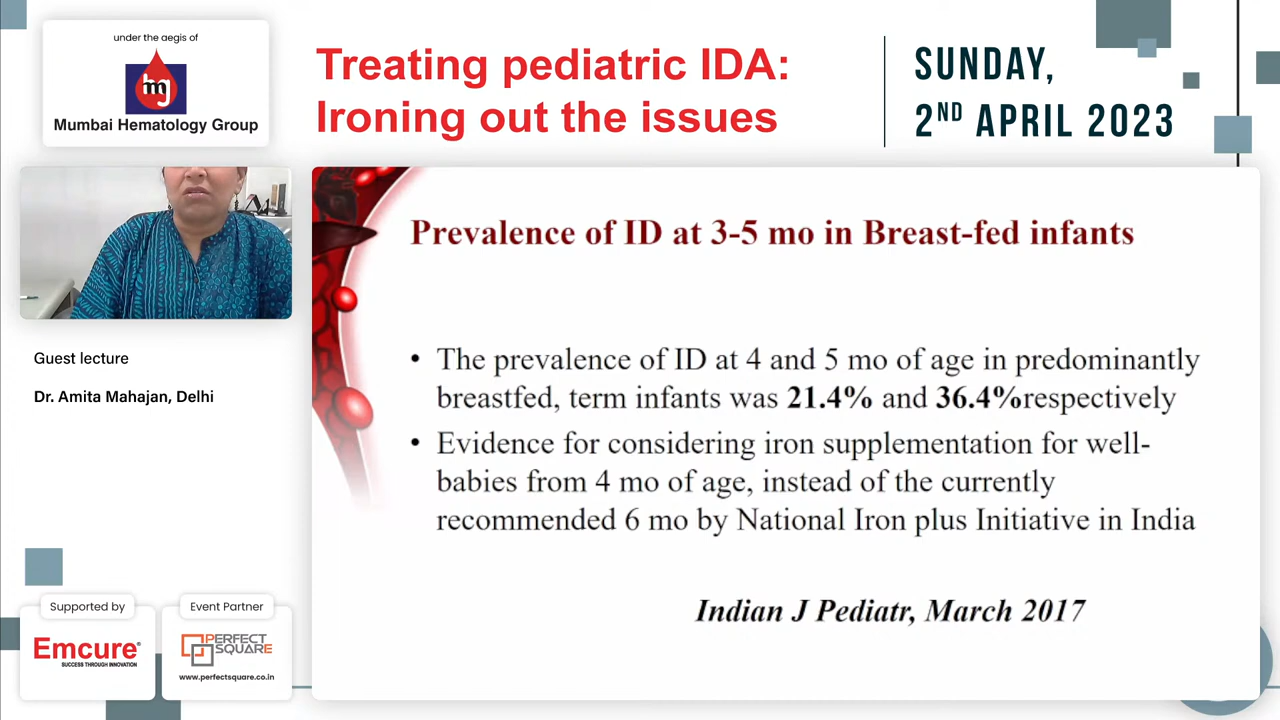 under the aegis of
hmg
Mumbai Hematology Group
Treating pediatric IDA:
Ironing out the issues
SUNDAY,
2ND APRIL 2023
Guest lecture
Dr. Amita Mahajan, Delhi
Prevalence of ID at 3-5 mo in Breast-fed infants
• The prevalence of ID at 4 and 5 mo of age in predominantly
breastfed, term infants was 21.4% and 36.4%respectively
• Evidence for considering iron supplementation for well-
babies from 4 mo of age, instead of the currently
recommended 6 mo by National Iron plus Initiative in India
Indian J Pediatr, March 2017
Supported by
Emcure®
SUCCESS THROUGH INNOVATION
Event Partner
PERFECT
SQUARE
www.perfectsquare.co.in